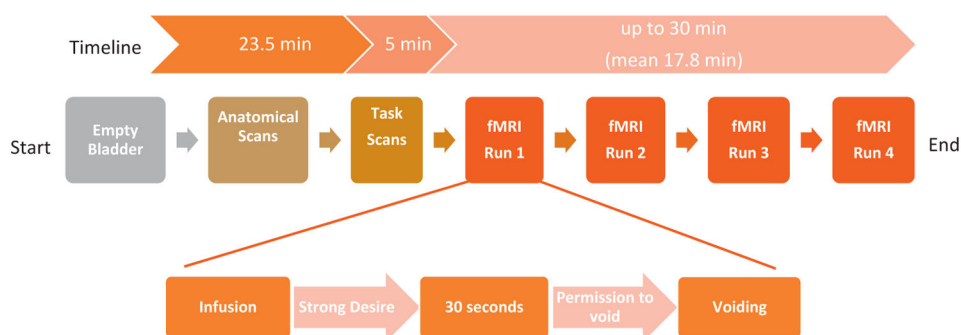 Timeline
23.5 min
5 min
up to 30 min
(mean 17.8 min)
Start
Empty
Bladder
Anatomical
Scans
Task
Scans
fMRI
Run 1
fMRI
Run 2
fMRI
Run 3
fMRI
Run 4
End
Infusion
Strong Desire
30 seconds
Permission to
void
Voiding